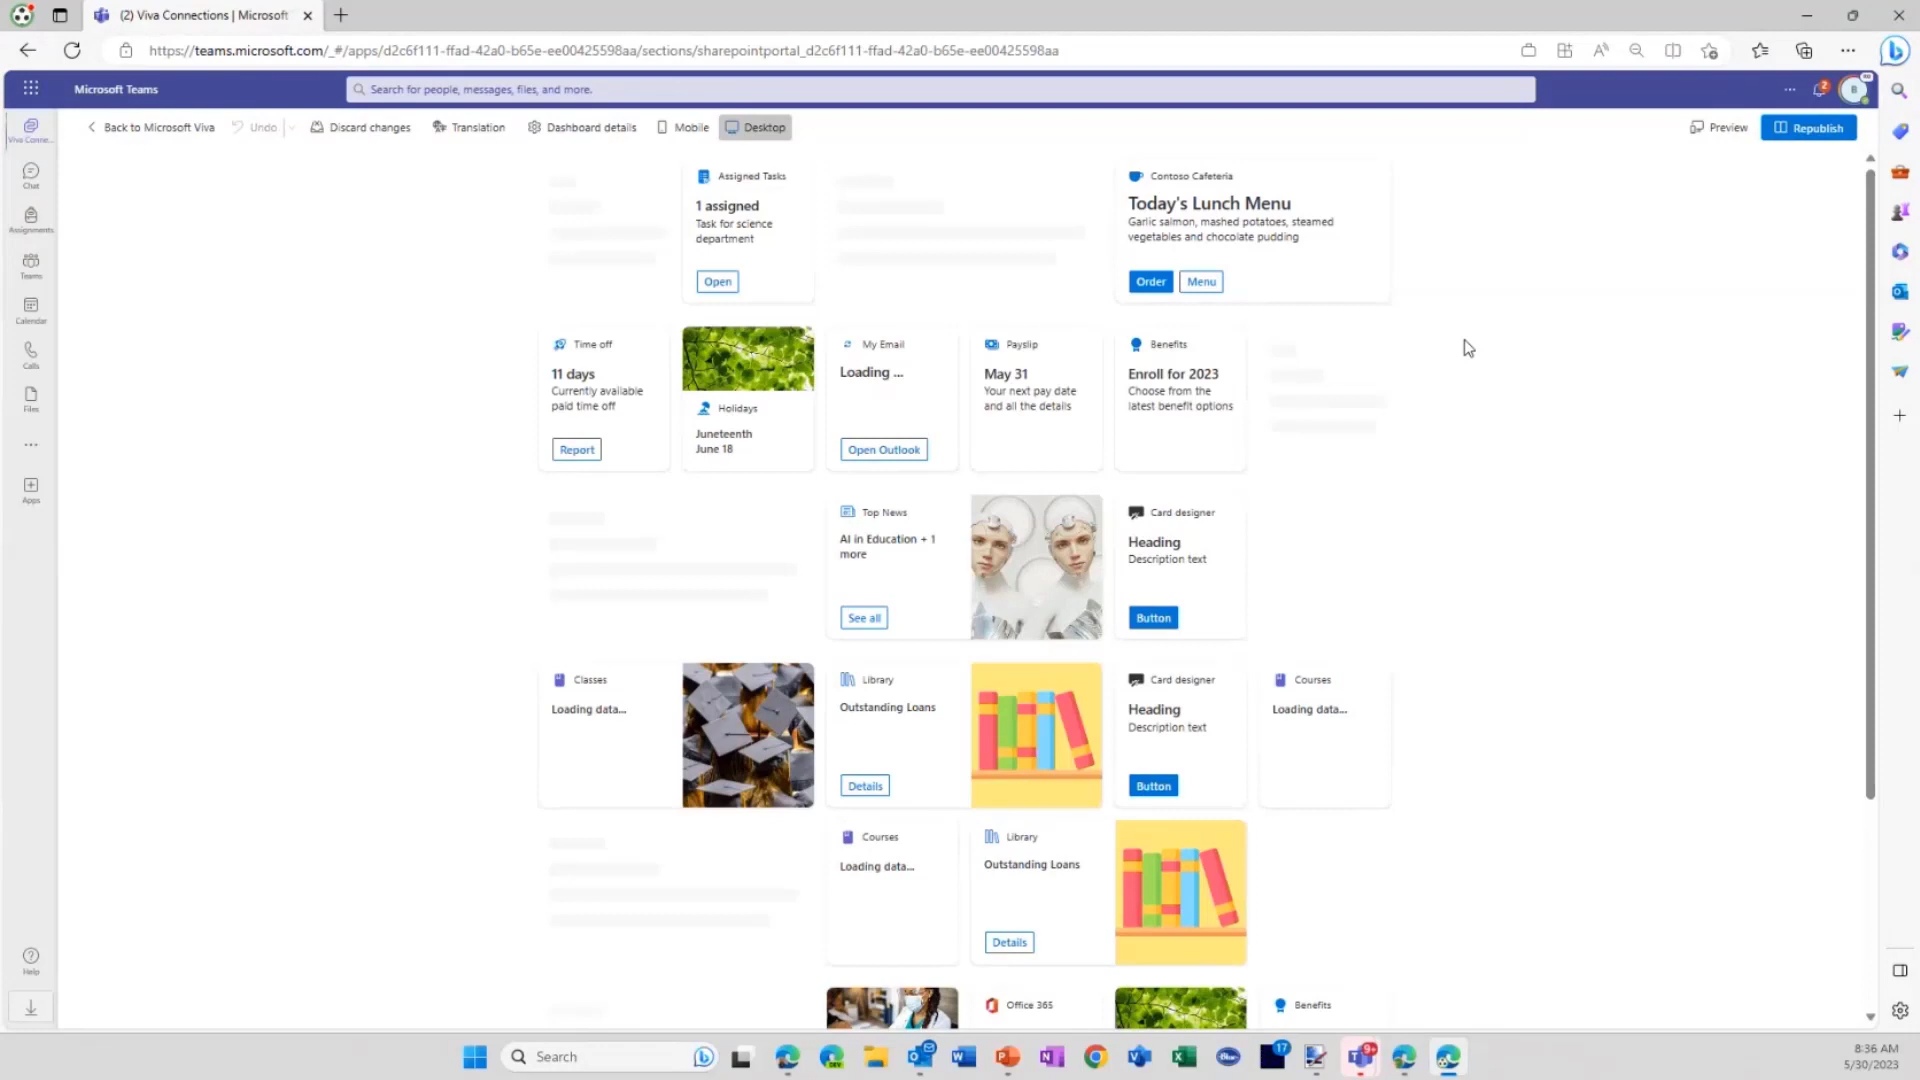 (2) Viva Connections | Microsoft
https://teams.microsoft.com/_#/apps/d2c6f111-ffad-42a0-b65e-ee00425598aa/sections/sharepointportal_d2c6f111-ffad-42a0-b65e-ee00425598aa
Microsoft Teams
Search for people, messages, files, and more.
2
B
Back to Microsoft Viva
Undo
Discard changes
Translation
Dashboard details
Mobile
Desktop
Preview
Republish
Viva Conne...
Chat
Assignments
Teams
Calendar
Calls
Files
Apps
Help
Assigned Tasks
1 assigned
Task for science
department
Open
Contoso Cafeteria
Today's Lunch Menu
Garlic salmon, mashed potatoes, steamed
vegetables and chocolate pudding
Order
Menu
Time off
11 days
Currently available
paid time off
Report
Holidays
Juneteenth
June 18
My Email
Loading ...
Open Outlook
Payslip
May 31
Your next pay date
and all the details
Benefits
Enroll for 2023
Choose from the
latest benefit options
Top News
AI in Education + 1
more
See all
Card designer
Heading
Description text
Button
Classes
Loading data...
Library
Outstanding Loans
Details
Card designer
Heading
Description text
Button
Courses
Loading data...
Courses
Loading data...
Library
Outstanding Loans
Details
Office 365
Benefits
Search
DEV
17
9+
8:36 AM
5/30/2023